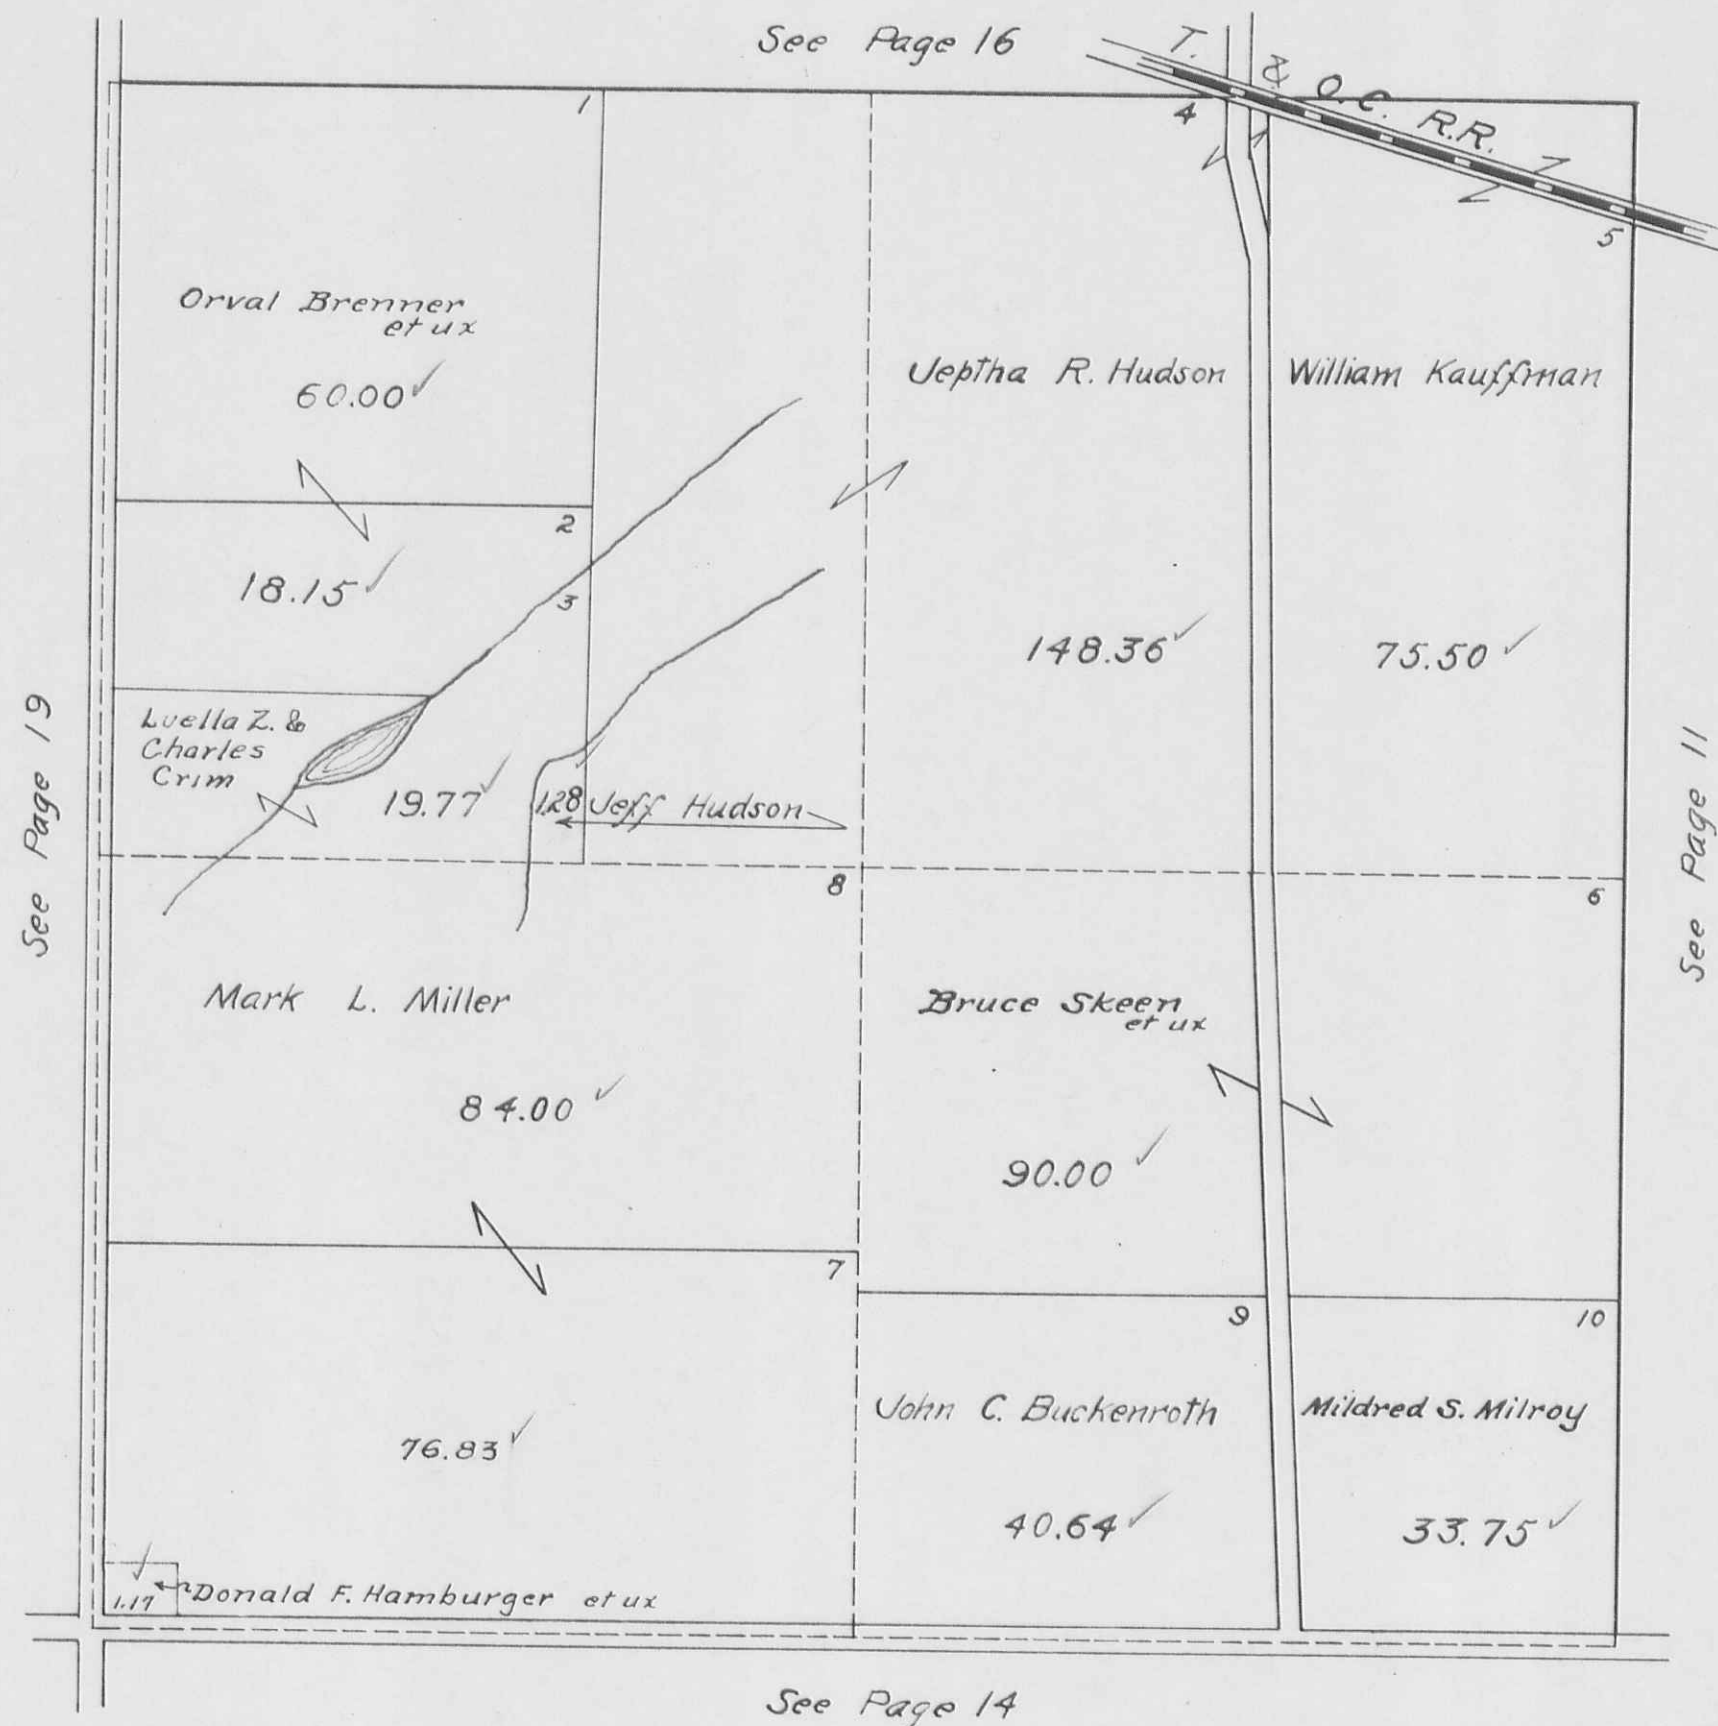 See Page 16
T. & O.C. R.R.
1
4
5
Orval Brenner
et ux
60.00
Jeptha R. Hudson
William Kauffman
2
18.15
3
148.36
75.50
See Page 19
Luella Z. &
Charles
Crim
19.77
1.28
Jeff Hudson
See Page 11
8
6
Mark L. Miller
84.00
Bruce Skeen
et ux
90.00
7
9
10
76.83
John C. Buckenroth
40.64
Mildred S. Milroy
33.75
1.17
Donald F. Hamburger et ux
See Page 14